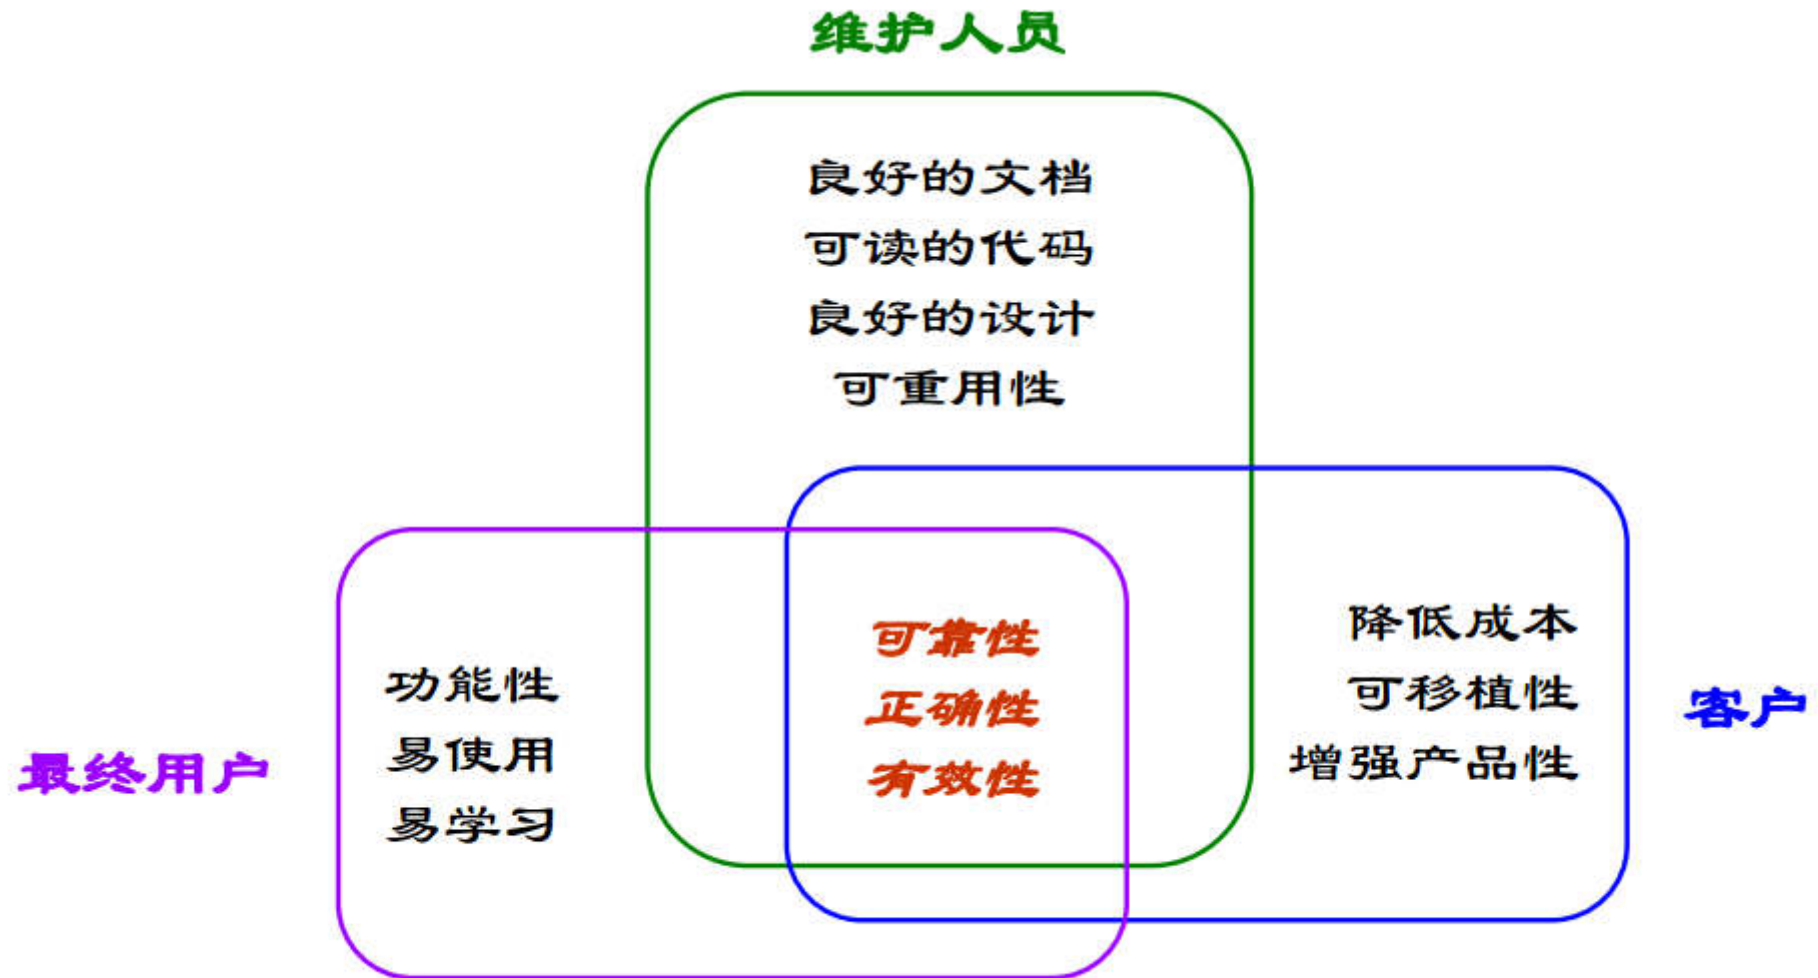 维护人员
良好的文档
可读的代码
良好的设计
可重用性
可靠性
正确性
有效性
降低成本
可移植性
增强产品性
客户
功能性
易使用
易学习
最终用户